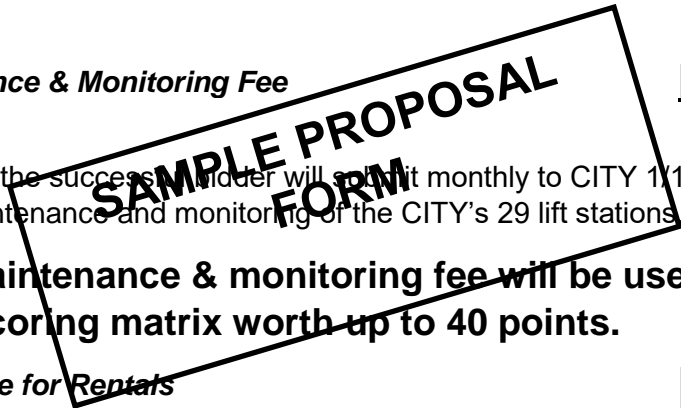 nce & Monitoring Fee
SAMPLE PROPOSAL
FORM
the successful bidder will submit monthly to CITY 1/1
ntenance and monitoring of the CITY's 29 lift stations
aintenance & monitoring fee will be use
coring matrix worth up to 40 points.
e for Rentals